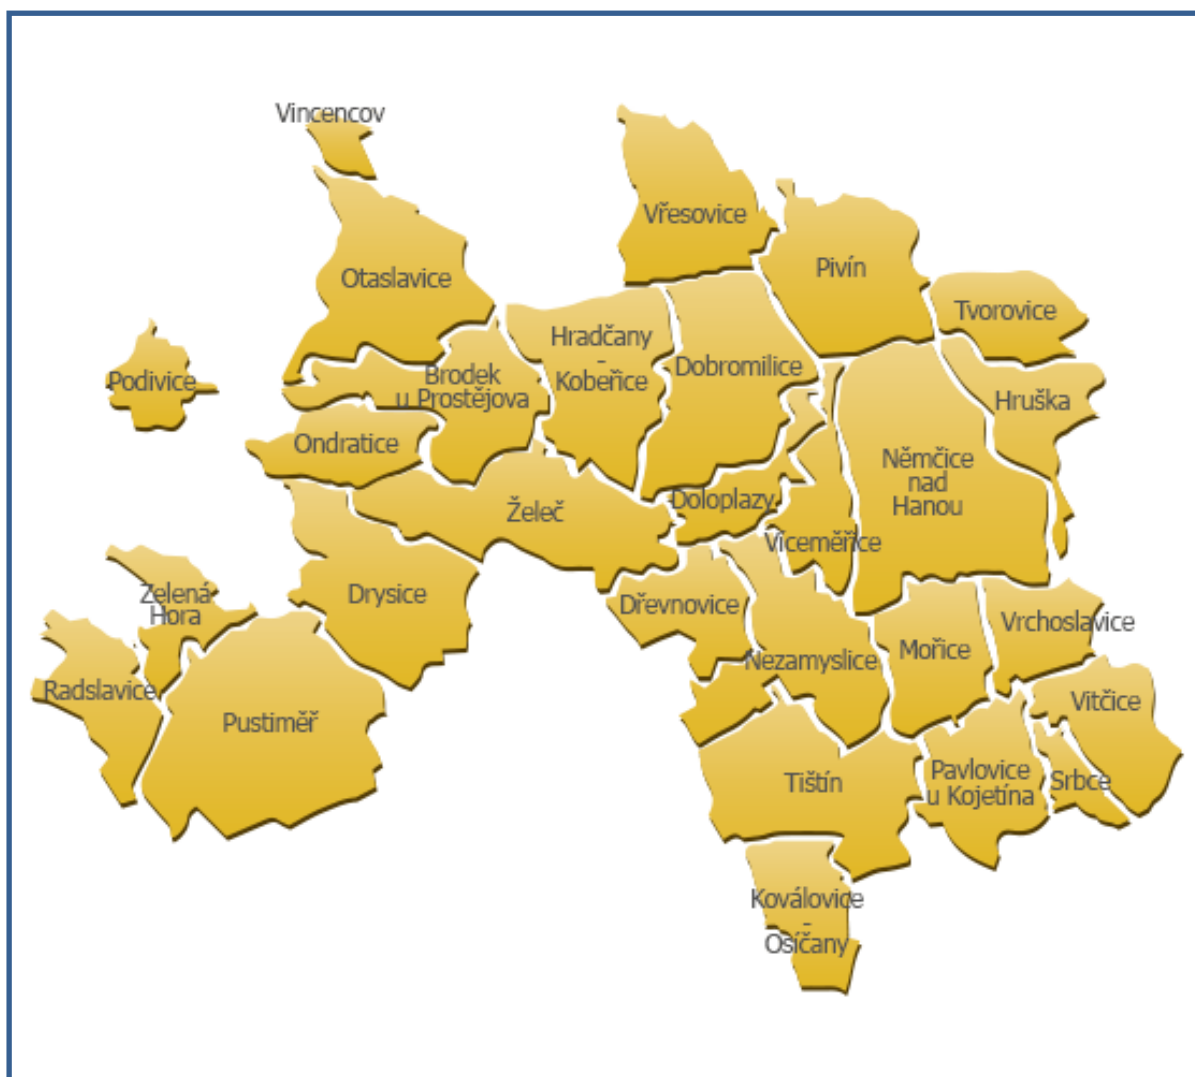 Vincencov
Vřesovice
Pivín
Otaslavice
Tvorovice
Hradčany
-
Kobeřice
Dobromilice
Podivice
Brodek
u Prostějova
Hruška
Ondratice
Němčice
nad
Hanou
Doloplazy
Želeč
Víceměřice
Zelená
Hora
Drysice
Dřevnovice
Vrchoslavice
Mořice
Nezamyslice
Radslavice
Vitčice
Pustiměř
Tištín
Pavlovice
u Kojetína
Srbce
Koválovice
-
Osíčany